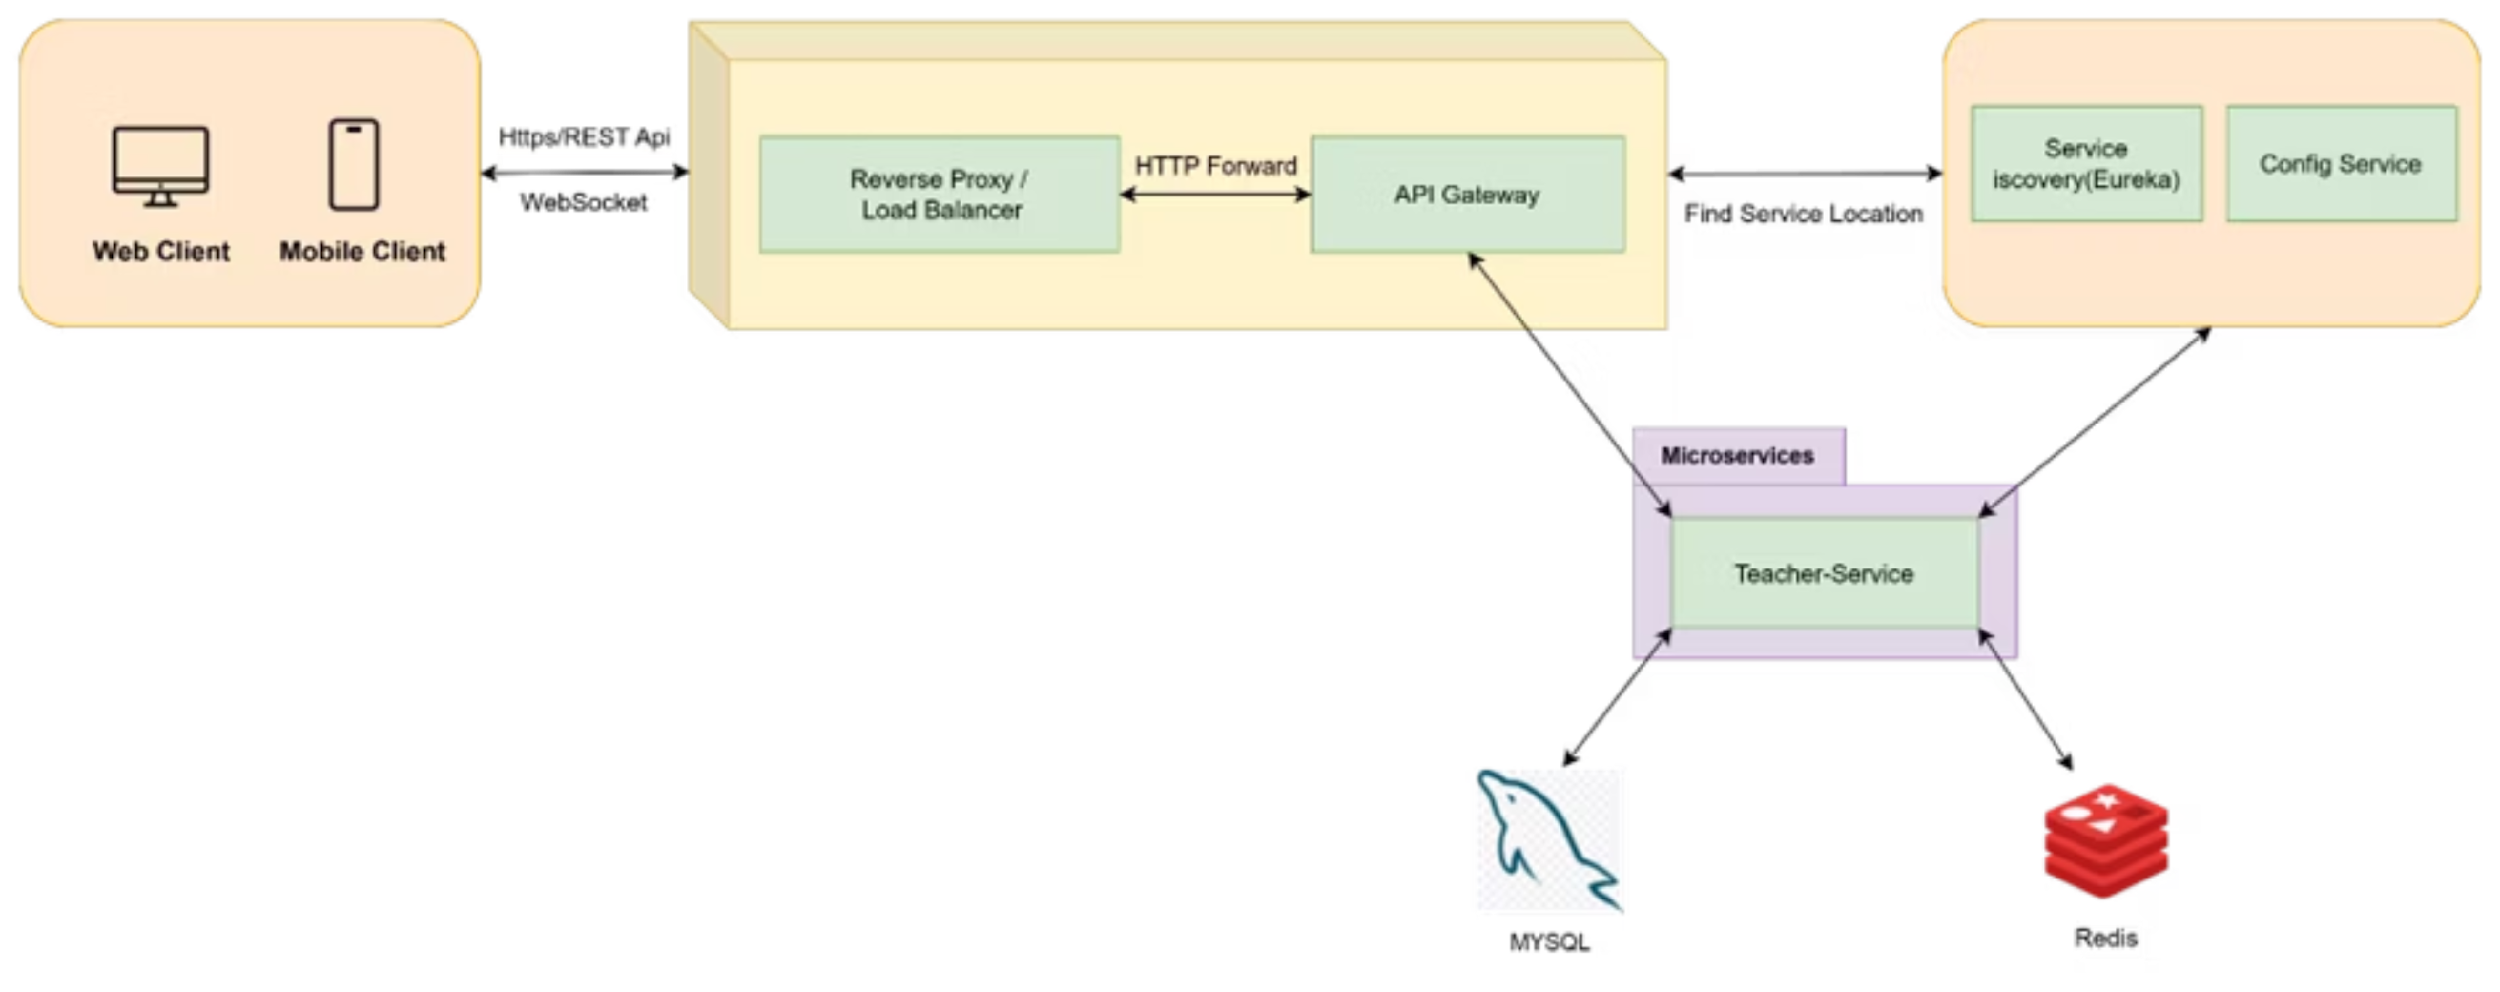 Web Client
Mobile Client
Https/REST Api
WebSocket
Reverse Proxy /
Load Balancer
HTTP Forward
API Gateway
Find Service Location
Service
iscovery(Eureka)
Config Service
Microservices
Teacher-Service
MYSQL
Redis